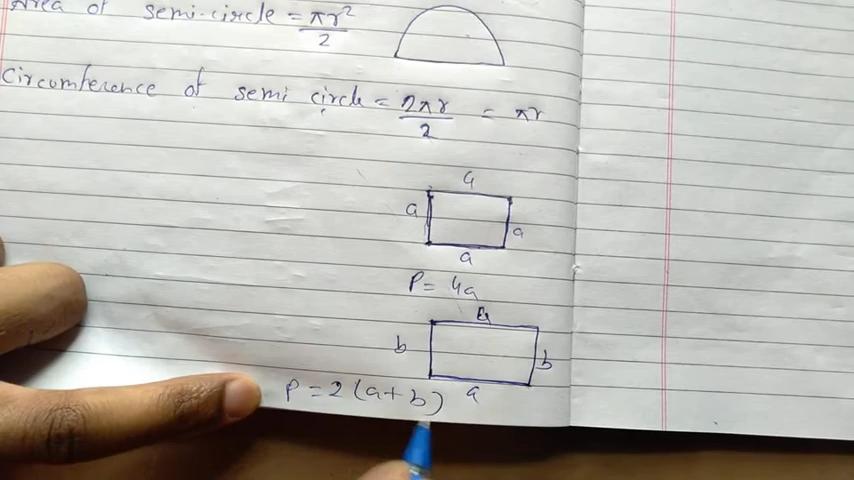 Area of semi-circle = πr²/2
Circumference of semi circle = 2πr/2 = πr
a
a a
a
P = 4a
a
b b
a
P = 2(a+b)